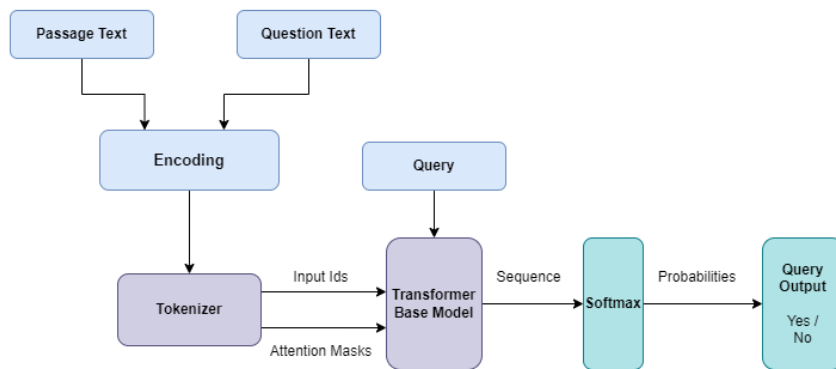 Passage Text
Question Text
Encoding
Query
Tokenizer
Input Ids
Attention Masks
Transformer
Base Model
Sequence
Softmax
Probabilities
Query
Output
Yes /
No